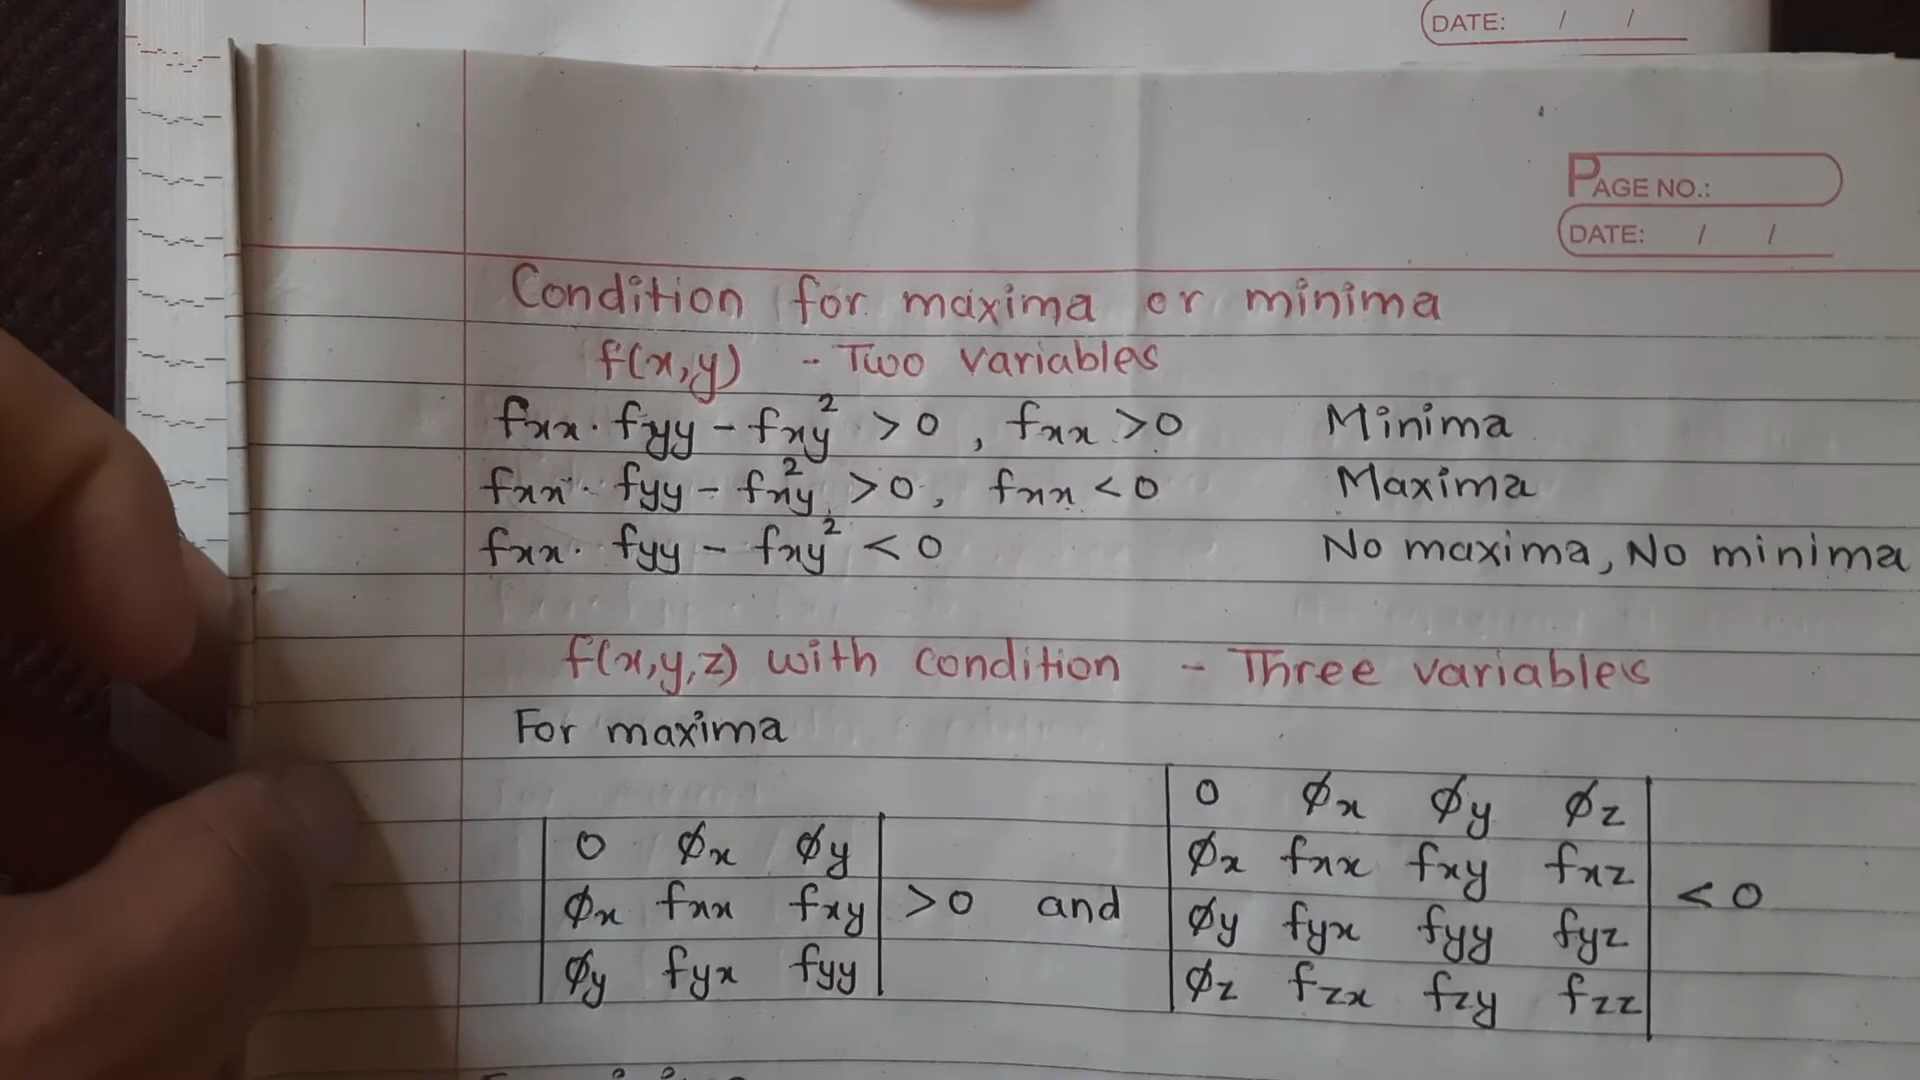 DATE: / /
PAGE NO.:
DATE: / /
Condition for maxima or minima
f(x,y) - Two variables
fxx. fyy - fxy² >0 , fxx >0 Minima
fxx. fyy - fxy² >0, fxx <0 Maxima
fxx. fyy - fxy² <0 No maxima, No minima
f(x,y,z) with condition - Three variables
For maxima
| 0 ϕx ϕy |
| ϕx fxx fxy | >0 and
| ϕy fyx fyy |
| 0 ϕx ϕy ϕz |
| ϕx fxx fxy fxz |
| ϕy fyx fyy fyz | <0
| ϕz fzx fzy fzz |